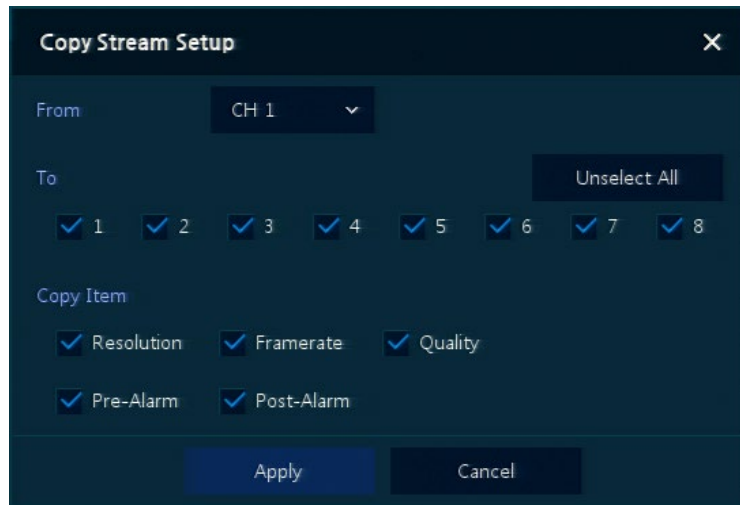 Copy Stream Setup
From CH 1
To Unselect All
1 2 3 4 5 6 7 8
Copy Item
Resolution Framerate Quality
Pre-Alarm Post-Alarm
Apply Cancel